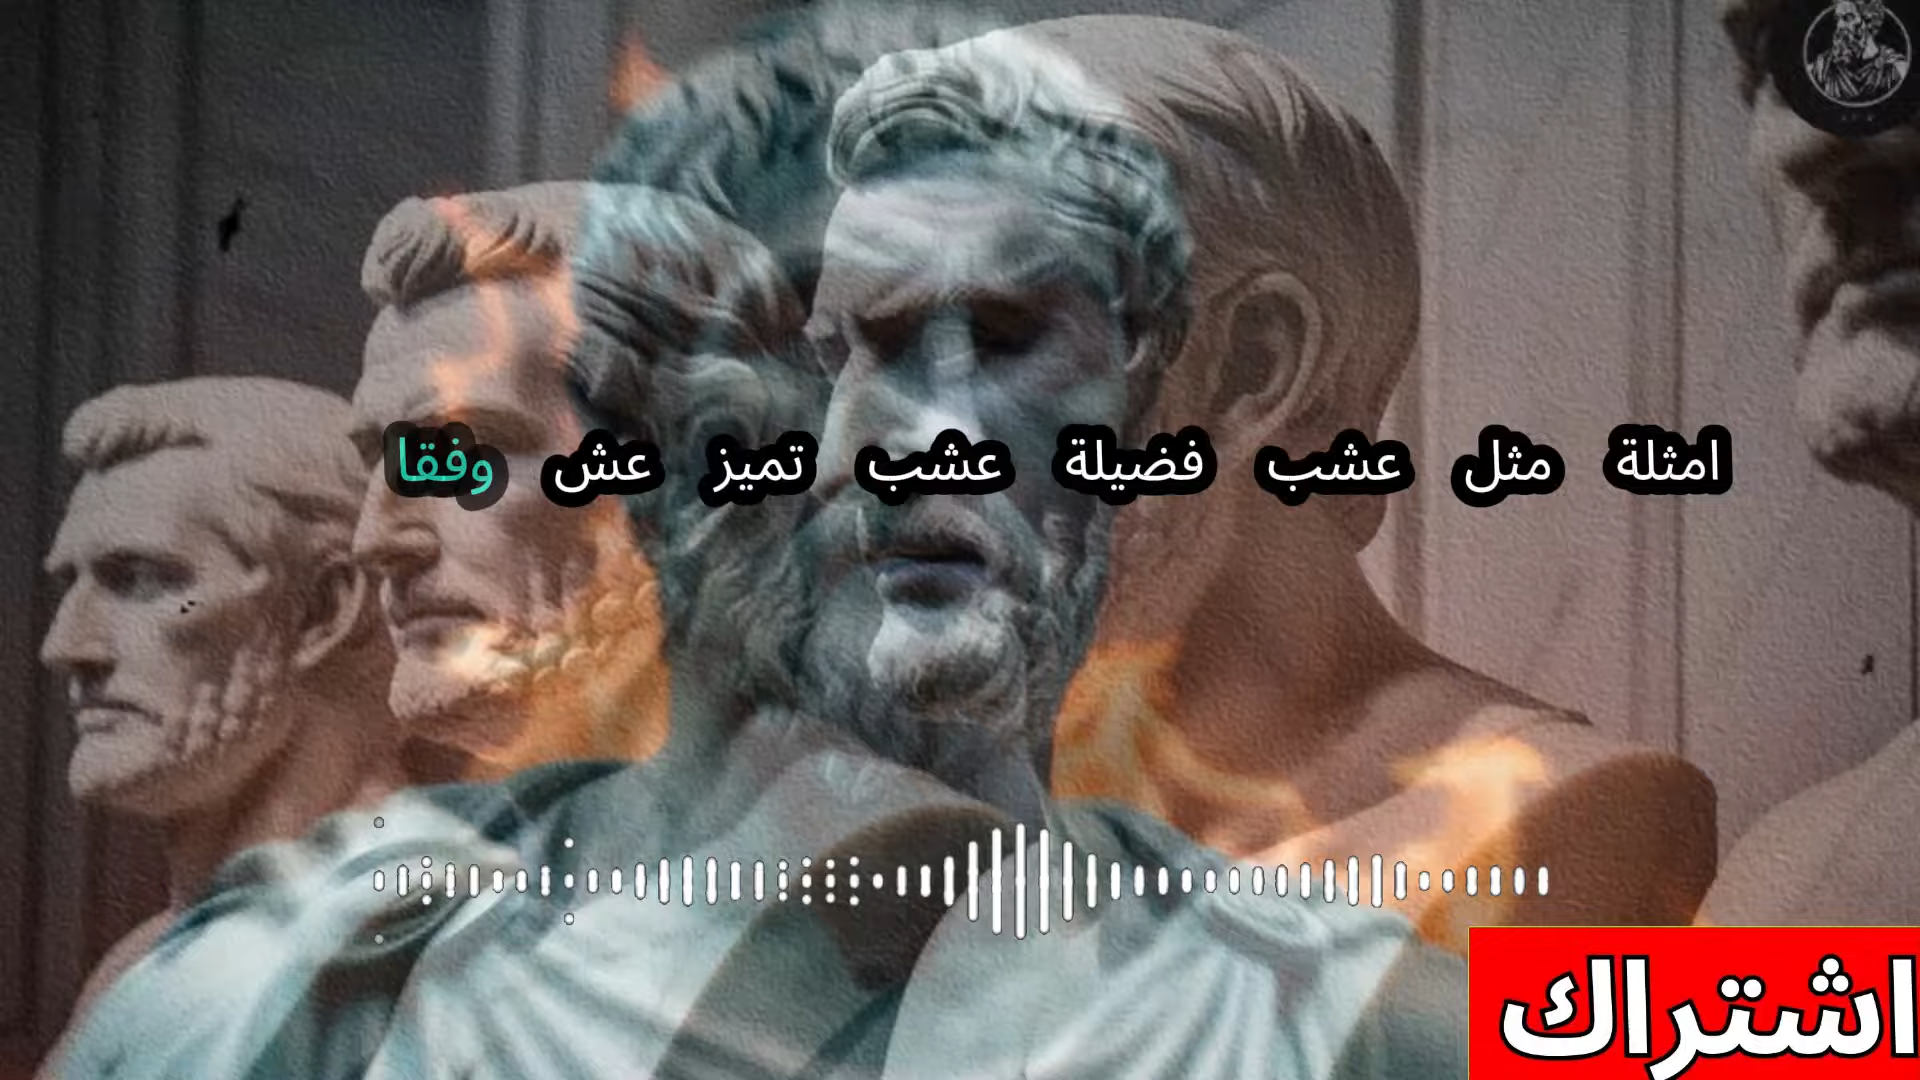 امثلة مثل عشب فضيلة عشب تميز عش وفقا
اشتراك